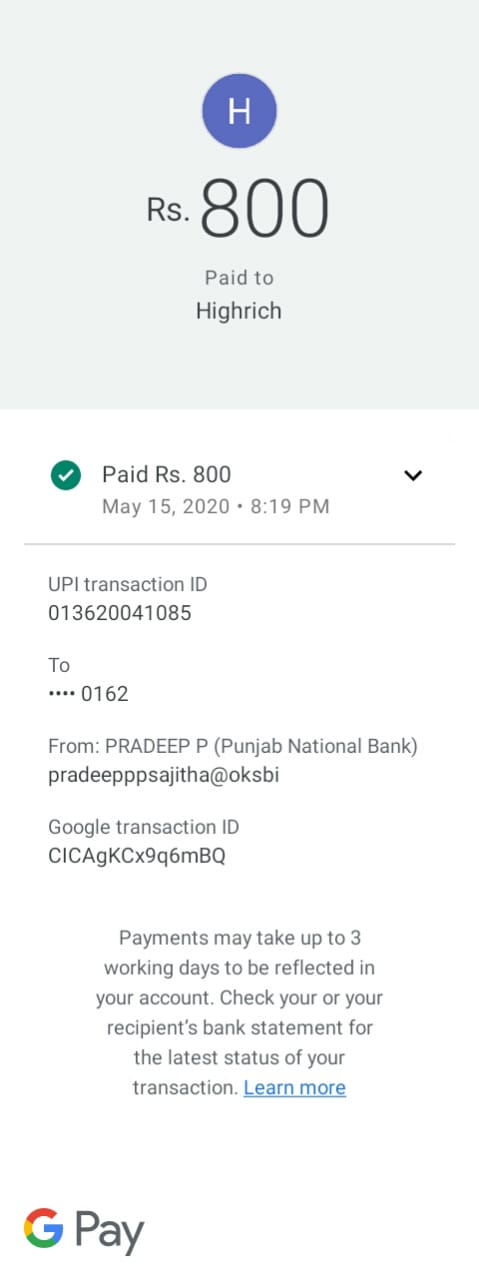 H
Rs. 800
Paid to
Highrich
Paid Rs. 800
May 15, 2020 • 8:19 PM
UPI transaction ID
013620041085
To
•••• 0162
From: PRADEEP P (Punjab National Bank)
pradeepppsajitha@oksbi
Google transaction ID
CICAgKCx9q6mBQ
Payments may take up to 3
working days to be reflected in
your account. Check your or your
recipient's bank statement for
the latest status of your
transaction. Learn more
G Pay